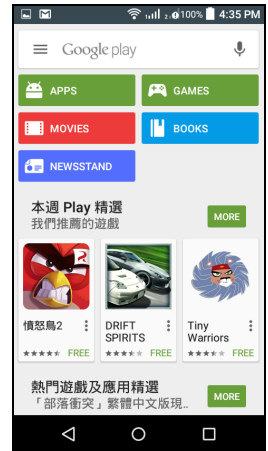 100% 4:35 PM
Google play
APPS
GAMES
MOVIES
BOOKS
NEWSSTAND
本週 Play 精選
我們推薦的遊戲
MORE
憤怒鳥2
FREE
DRIFT
SPIRITS
FREE
Tiny
Warriors
FREE
熱門遊戲及應用精選
「部落衝突」繁體中文版現..
MORE